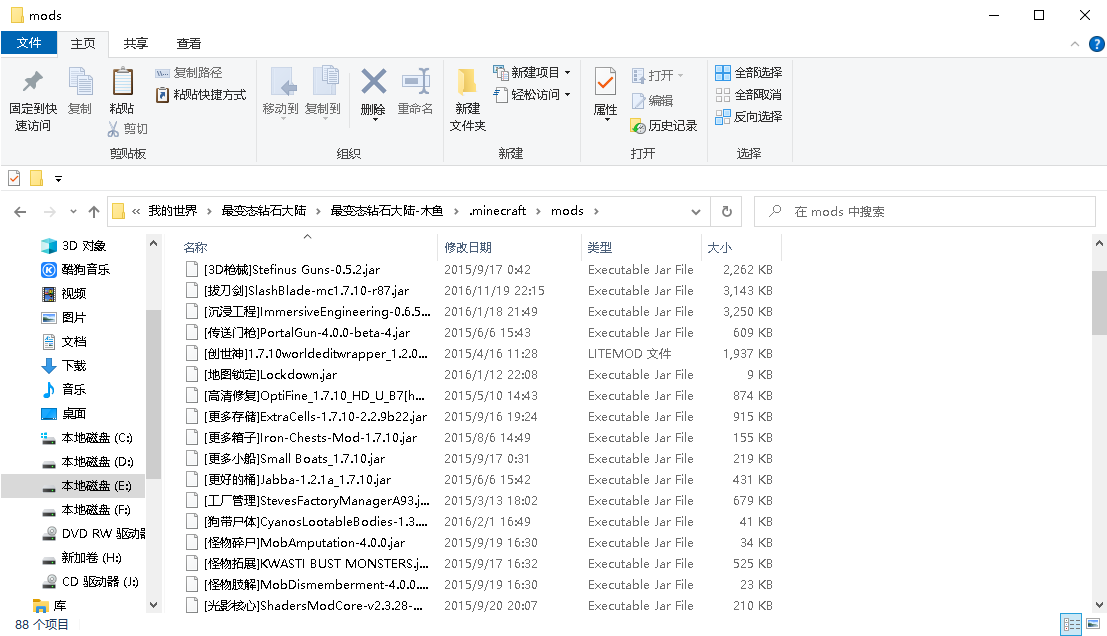 mods
文件 主页 共享 查看
固定到快速访问
复制
粘贴
复制路径
粘贴快捷方式
剪切
剪贴板
移动到
复制到
删除
重命名
组织
新建文件夹
新建项目
轻松访问
新建
属性
打开
编辑
历史记录
打开
全部选择
全部取消
反向选择
选择
« 我的世界 › 最变态钻石大陆 › 最变态钻石大陆-木鱼 › .minecraft › mods ›
在 mods 中搜索
3D 对象
酷狗音乐
视频
图片
文档
下载
音乐
桌面
本地磁盘 (C:)
本地磁盘 (D:)
本地磁盘 (E:)
本地磁盘 (F:)
DVD RW 驱动器
新加卷 (H:)
CD 驱动器 (J:)
库
名称 修改日期 类型 大小
[3D枪械]Stefinus Guns-0.5.2.jar 2015/9/17 0:42 Executable Jar File 2,262 KB
[拔刀剑]SlashBlade-mc1.7.10-r87.jar 2016/11/19 22:15 Executable Jar File 3,143 KB
[沉浸工程]ImmersiveEngineering-0.6.5... 2016/1/18 21:49 Executable Jar File 3,250 KB
[传送门枪]PortalGun-4.0.0-beta-4.jar 2015/6/6 15:43 Executable Jar File 609 KB
[创世神]1.7.10worldeditwrapper_1.2.0... 2015/4/16 11:28 LITEMOD 文件 1,937 KB
[地图锁定]Lockdown.jar 2016/1/12 22:08 Executable Jar File 9 KB
[高清修复]OptiFine_1.7.10_HD_U_B7[h... 2015/5/10 14:43 Executable Jar File 874 KB
[更多存储]ExtraCells-1.7.10-2.2.9b22.jar 2015/9/16 19:24 Executable Jar File 915 KB
[更多箱子]Iron-Chests-Mod-1.7.10.jar 2015/8/6 14:49 Executable Jar File 155 KB
[更多小船]Small Boats_1.7.10.jar 2015/9/17 0:31 Executable Jar File 219 KB
[更好的桶]Jabba-1.2.1a_1.7.10.jar 2015/6/6 15:42 Executable Jar File 431 KB
[工厂管理]StevesFactoryManagerA93.j... 2015/3/13 18:02 Executable Jar File 679 KB
[狗带尸体]CyanosLootableBodies-1.3.... 2016/2/1 16:49 Executable Jar File 41 KB
[怪物碎尸]MobAmputation-4.0.0.jar 2015/9/19 16:30 Executable Jar File 34 KB
[怪物拓展]KWASTI BUST MONSTERS.j... 2015/9/17 16:32 Executable Jar File 525 KB
[怪物肢解]MobDismemberment-4.0.0.... 2015/9/19 16:30 Executable Jar File 23 KB
[光影核心]ShadersModCore-v2.3.28-... 2015/9/20 20:07 Executable Jar File 210 KB
88 个项目